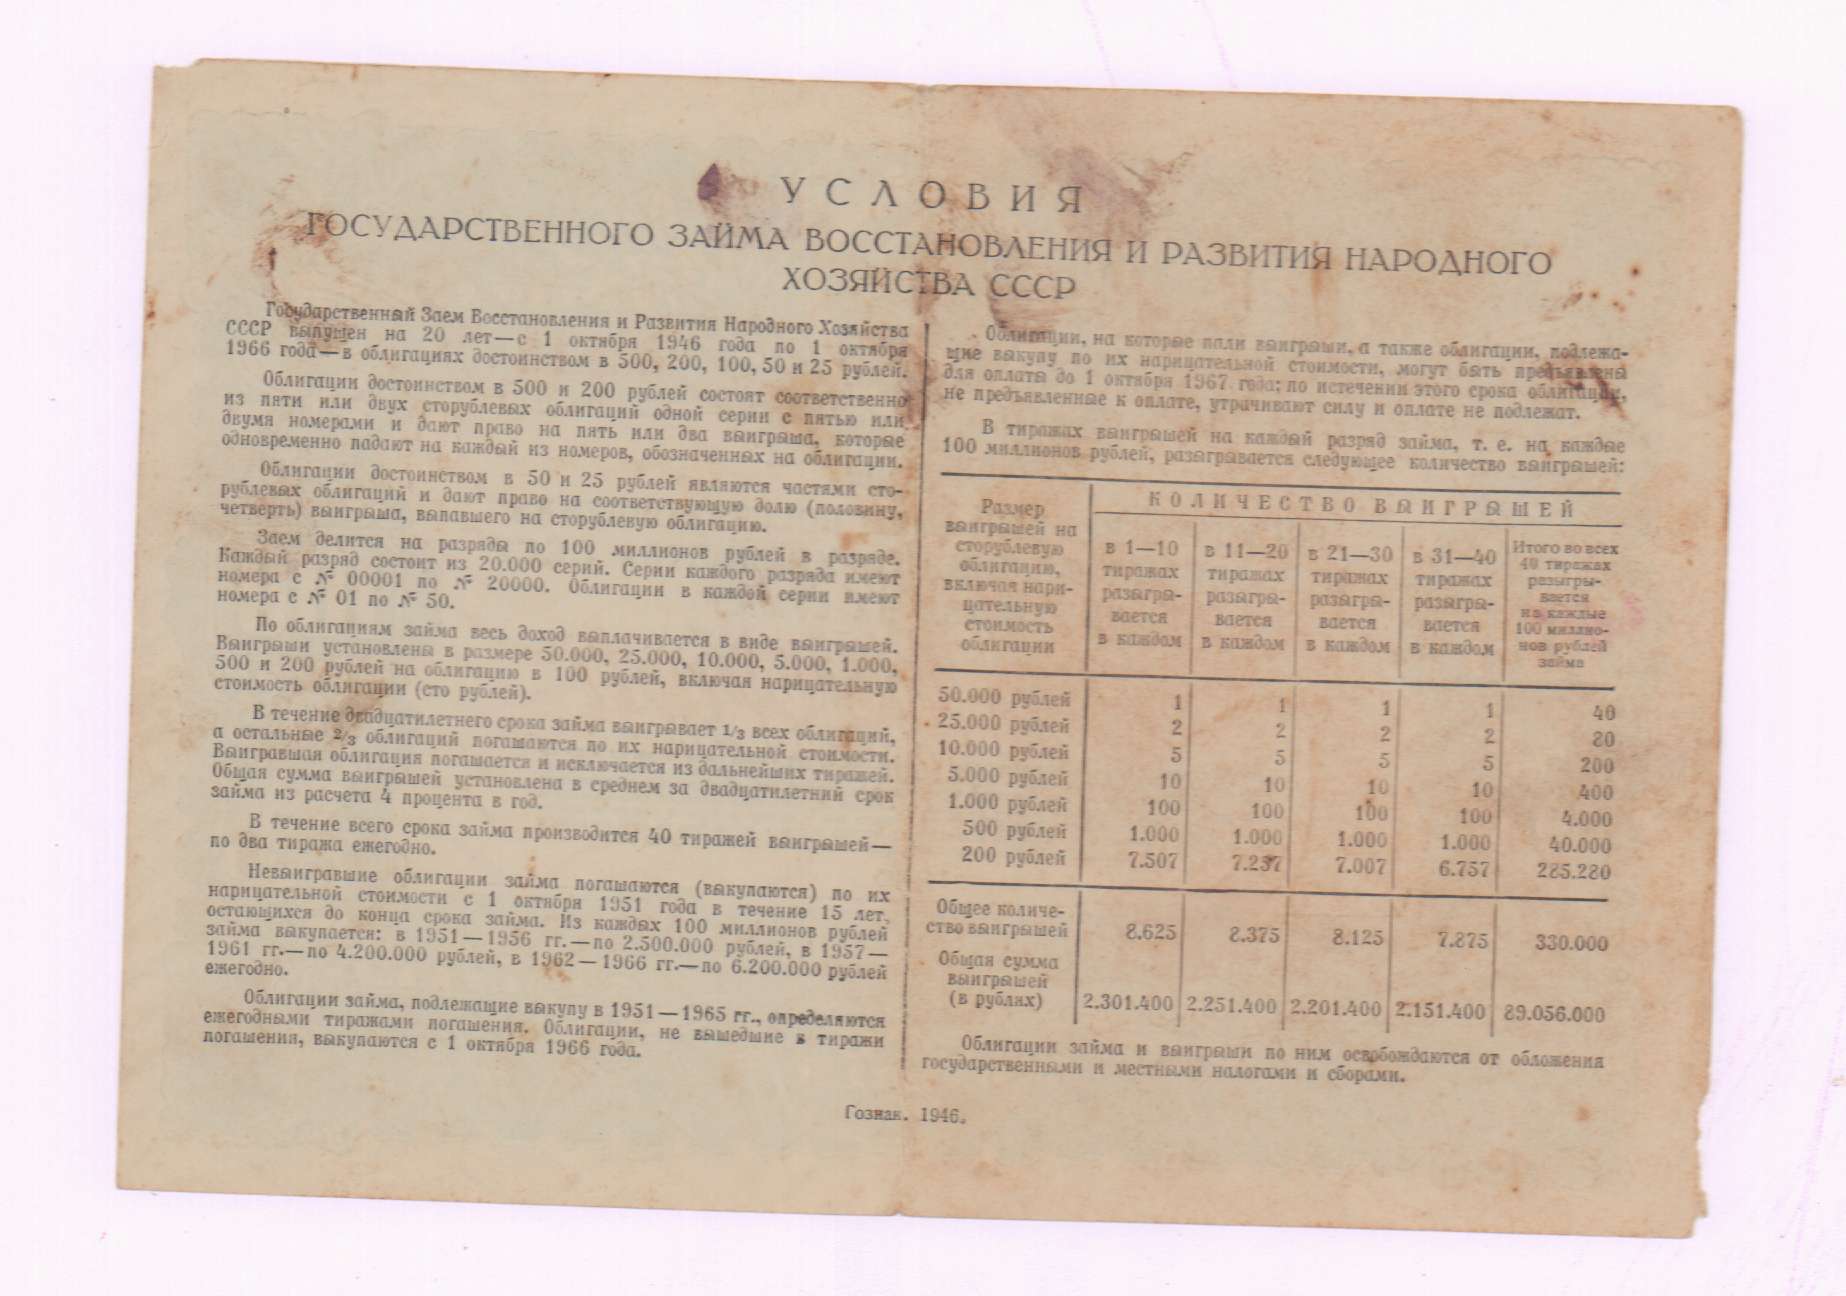 УСЛОВИЯ
ГОСУДАРСТВЕННОГО ЗАЙМА ВОССТАНОВЛЕНИЯ И РАЗВИТИЯ НАРОДНОГО
ХОЗЯЙСТВА СССР
Государственный Заем Восстановления и Развития Народного Хозяйства
СССР выпущен на 20 лет—с 1 октября 1946 года по 1 октября
1966 года—в облигациях достоинством в 500, 200, 100, 50 и 25 рублей.
Облигации достоинством в 500 и 200 рублей состоят соответственно
из пяти или двух сторублевых облигаций одной серии с пятью или
двумя номерами и дают право на пять или два выигрыша, которые
одновременно падают на каждый из номеров, обозначенных на облигации.
Облигации достоинством в 50 и 25 рублей являются частями сто-
рублевых облигаций и дают право на соответствующую долю (половину,
четверть) выигрыша, выпавшего на сторублевую облигацию.
Заем делится на разряды по 100 миллионов рублей в разряде.
Каждый разряд состоит из 20.000 серий. Серии каждого разряда имеют
номера с № 00001 по № 20000. Облигации в каждой серии имеют
номера с № 01 по № 50.
По облигациям займа весь доход выплачивается в виде выигрышей.
Выигрыши установлены в размере 50.000, 25.000, 10.000, 5.000, 1.000,
500 и 200 рублей на облигацию в 100 рублей, включая нарицательную
стоимость облигации (сто рублей).
В течение двадцатилетнего срока займа выигрывает 1/3 всех облигаций,
а остальные 2/3 облигаций погашаются по их нарицательной стоимости.
Выигравшая облигация погашается и исключается из дальнейших тиражей.
Общая сумма выигрышей установлена в среднем за двадцатилетний срок
займа из расчета 4 процента в год.
В течение всего срока займа производится 40 тиражей выигрышей—
по два тиража ежегодно.
Невыигравшие облигации займа погашаются (выкупаются) по их
нарицательной стоимости с 1 октября 1951 года в течение 15 лет,
остающихся до конца срока займа. Из каждых 100 миллионов рублей
займа выкупается: в 1951—1956 гг.—по 2.500.000 рублей, в 1957—
1961 гг.—по 4.200.000 рублей, в 1962—1966 гг.—по 6.200.000 рублей
ежегодно.
Облигации займа, подлежащие выкупу в 1951—1965 гг., определяются
ежегодными тиражами погашения. Облигации, не вышедшие в тиражи
погашения, выкупаются с 1 октября 1966 года.
Облигации, на которые пали выигрыши, а также облигации, подлежа-
щие выкупу по их нарицательной стоимости, могут быть предъявлены
для оплаты до 1 октября 1967 года; по истечении этого срока облигации,
не предъявленные к оплате, утрачивают силу и оплате не подлежат.
В тиражах выигрышей на каждый разряд займа, т. е. на каждые
100 миллионов рублей, разыгрывается следующее количество выигрышей:
Размер
выигрышей на
сторублевую
облигацию,
включая нари-
цательную
стоимость
облигации
КОЛИЧЕСТВО ВЫИГРЫШЕЙ
в 1—10
тиражах
разыгры-
вается
в каждом
в 11—20
тиражах
разыгры-
вается
в каждом
в 21—30
тиражах
разыгры-
вается
в каждом
в 31—40
тиражах
разыгры-
вается
в каждом
Итого во всех
40 тиражах
разыгры-
вается
на каждые
100 миллио-
нов рублей
займа
50.000 рублей 1 1 1 1 40
25.000 рублей 2 2 2 2 80
10.000 рублей 5 5 5 5 200
5.000 рублей 10 10 10 10 400
1.000 рублей 100 100 100 100 4.000
500 рублей 1.000 1.000 1.000 1.000 40.000
200 рублей 7.507 7.257 7.007 6.757 285.280
Общее количе-
ство выигрышей 8.625 8.375 8.125 7.875 330.000
Общая сумма
выигрышей
(в рублях) 2.301.400 2.251.400 2.201.400 2.151.400 89.056.000
Облигации займа и выигрыши по ним освобождаются от обложения
государственными и местными налогами и сборами.
Гознак. 1946.